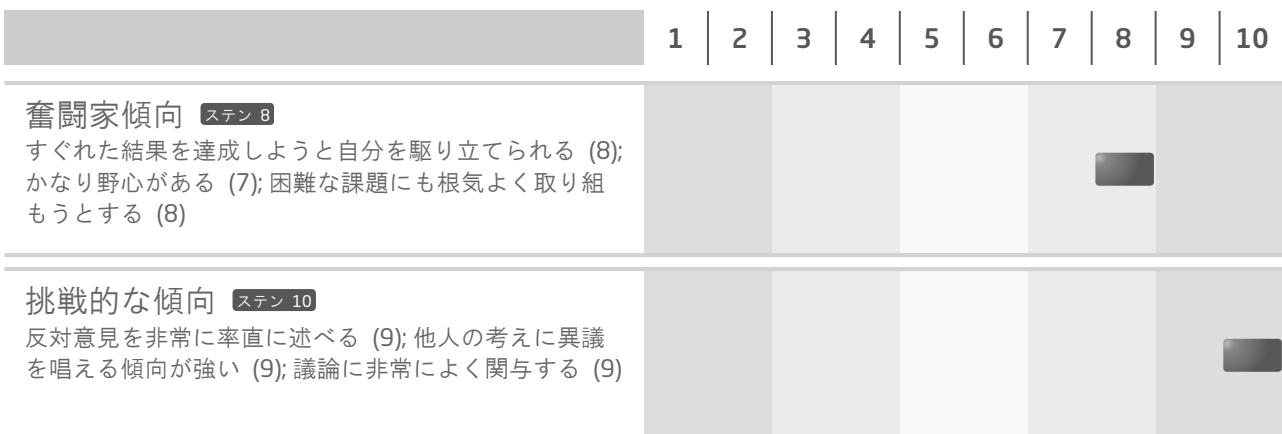 1 2 3 4 5 6 7 8 9 10
奮闘家傾向 ステン 8
すぐれた結果を達成しようと自分を駆り立てられる (8);
かなり野心がある (7); 困難な課題にも根気よく取り組
もうとする (8)
挑戦的な傾向 ステン 10
反対意見を非常に率直に述べる (9); 他人の考えに異議
を唱える傾向が強い (9); 議論に非常によく関与する (9)